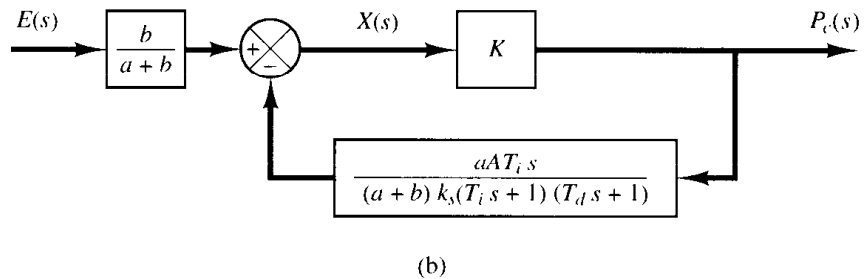 E(s)
b
a + b
+
−
X(s)
K
P_c(s)
aAT_i s
(a + b) k_s(T_i s + 1) (T_d s + 1)
(b)